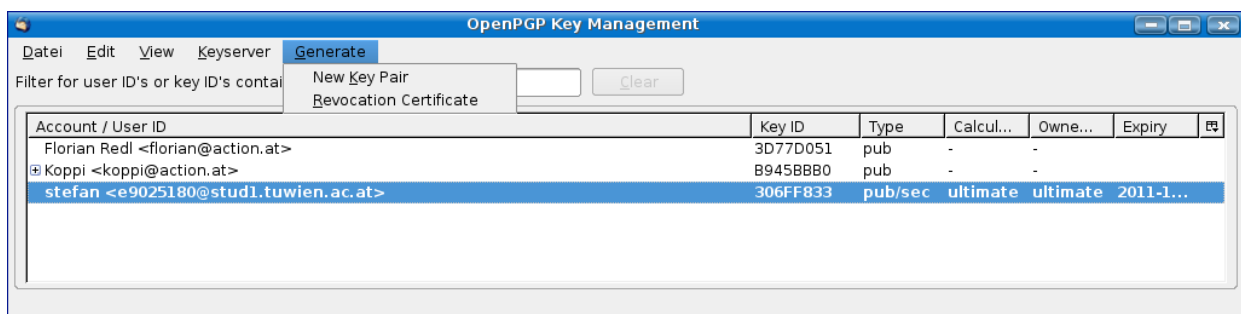 OpenPGP Key Management
Datei Edit View Keyserver Generate
Filter for user ID's or key ID's contai Clear
New Key Pair
Revocation Certificate
Account / User ID Key ID Type Calcul... Owne... Expiry
Florian Redl <florian@action.at> 3D77D051 pub - -
Koppi <koppi@action.at> B945BBB0 pub - -
stefan <e9025180@stud1.tuwien.ac.at> 306FF833 pub/sec ultimate ultimate 2011-1...